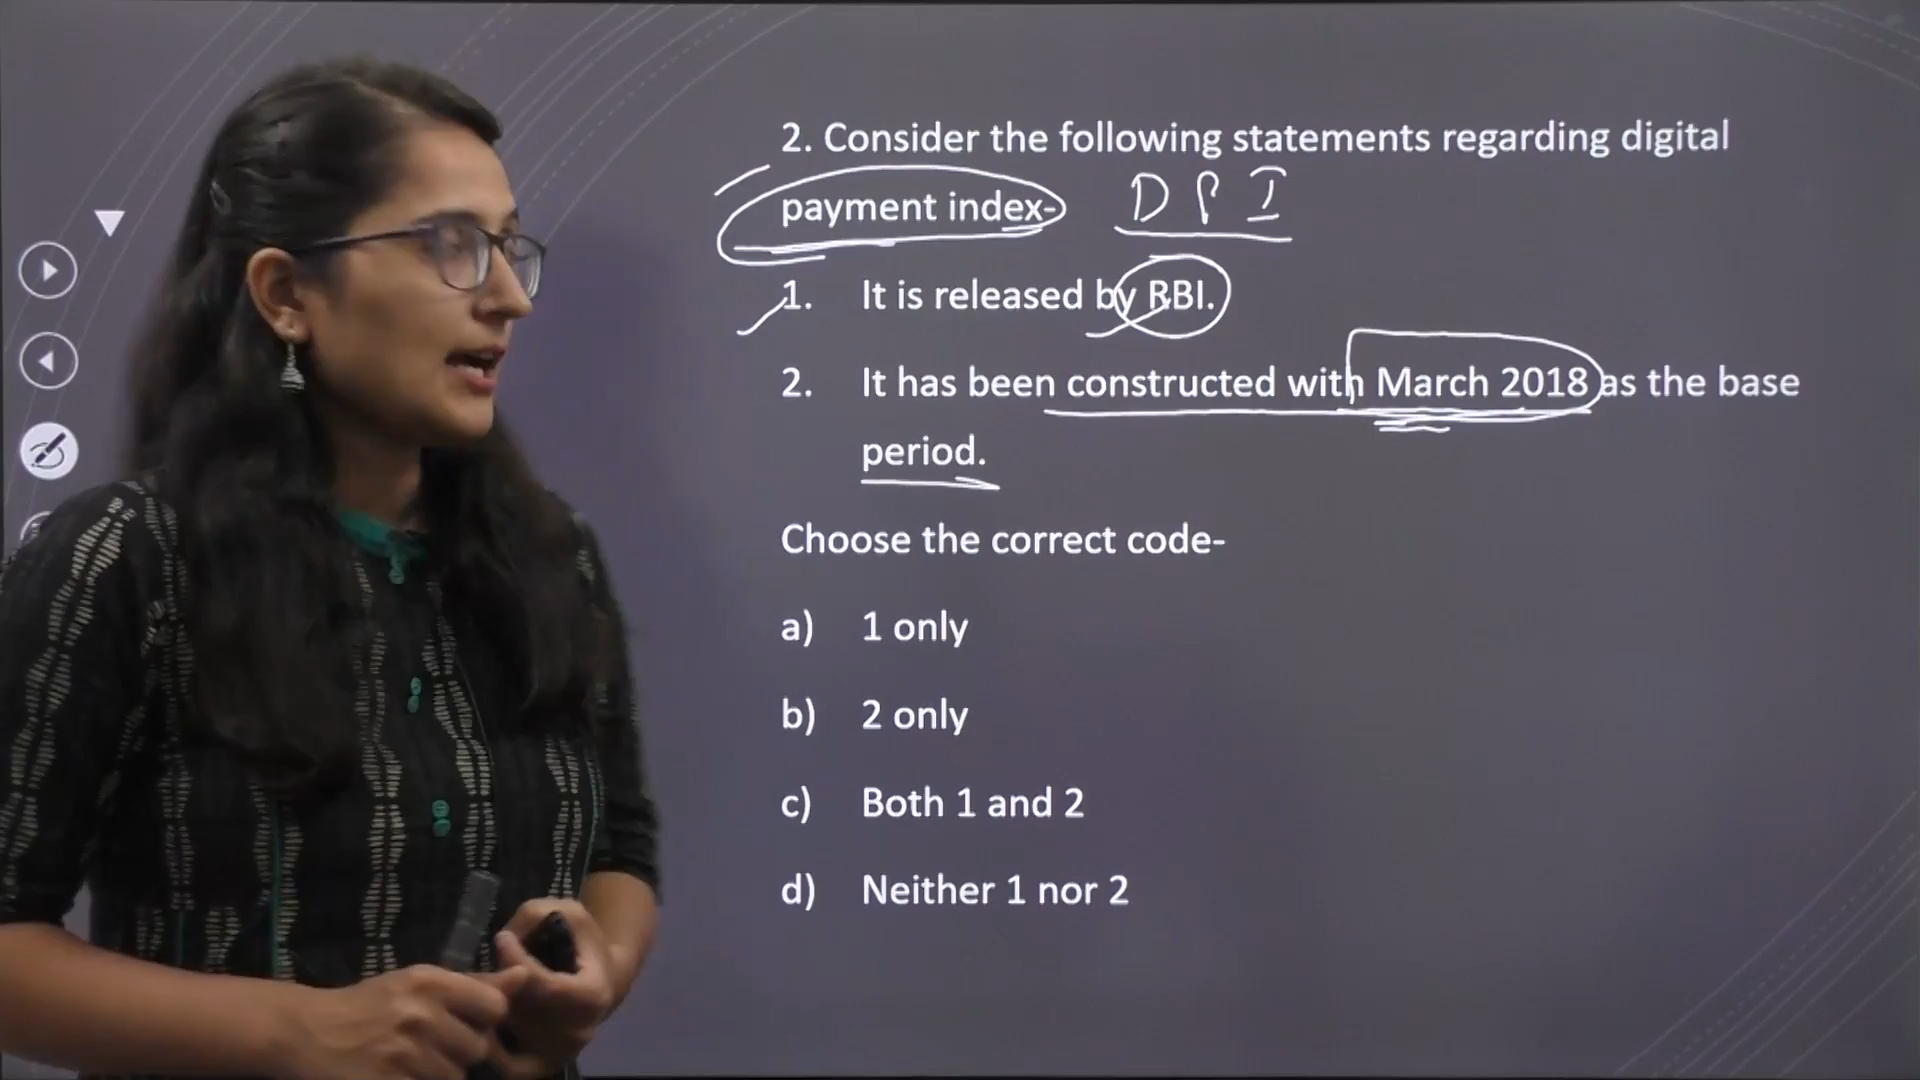 2. Consider the following statements regarding digital
payment index- D P I
1. It is released by RBI.
2. It has been constructed with March 2018 as the base
period.
Choose the correct code-
a) 1 only
b) 2 only
c) Both 1 and 2
d) Neither 1 nor 2